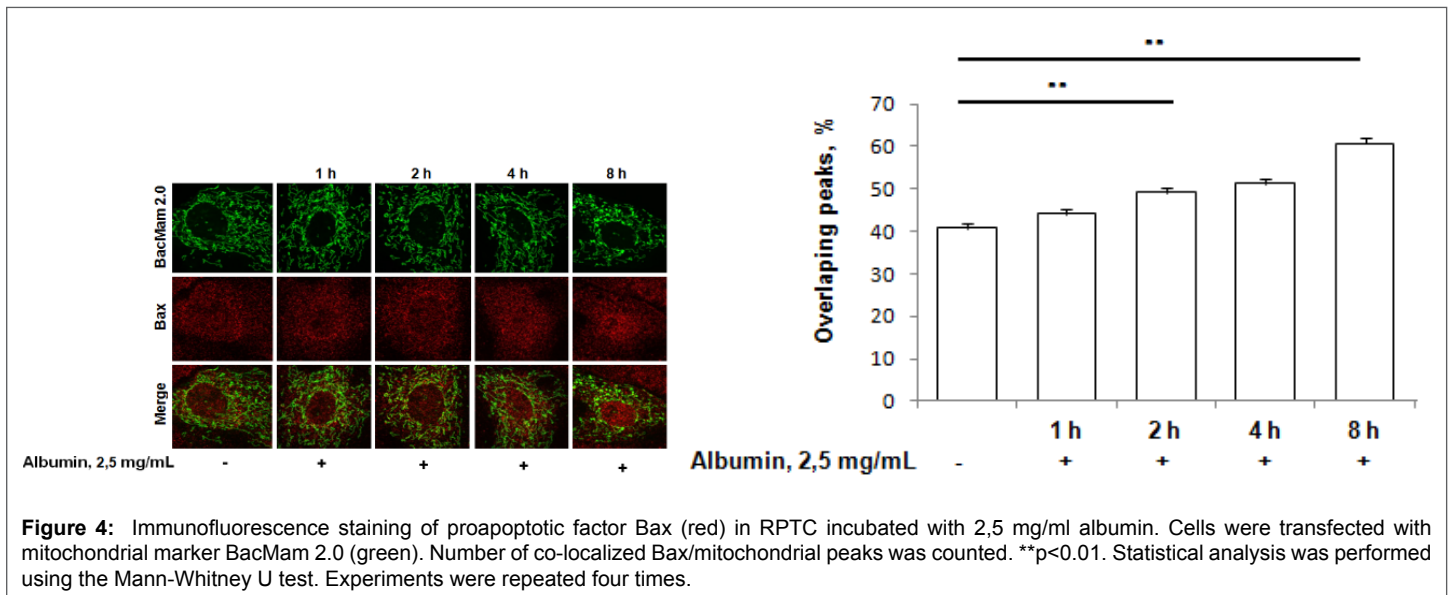 1 h 2 h 4 h 8 h
BacMam 2.0
Bax
Merge
Albumin, 2,5 mg/mL - + + + +
**
**
Overlaping peaks, %
70
60
50
40
30
20
10
0
1 h 2 h 4 h 8 h
Albumin, 2,5 mg/mL - + + + +
Figure 4: Immunofluorescence staining of proapoptotic factor Bax (red) in RPTC incubated with 2,5 mg/ml albumin. Cells were transfected with
mitochondrial marker BacMam 2.0 (green). Number of co-localized Bax/mitochondrial peaks was counted. **p<0.01. Statistical analysis was performed
using the Mann-Whitney U test. Experiments were repeated four times.